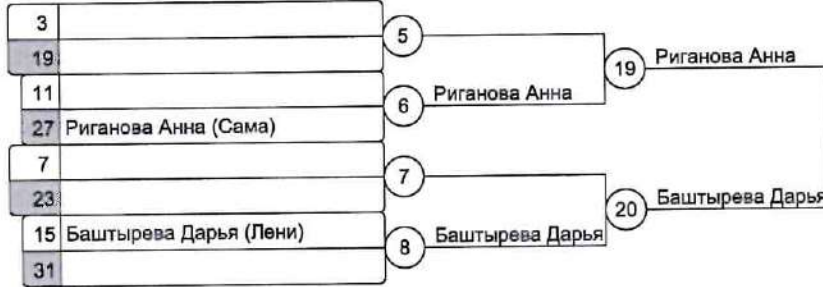 3
5
19
19 Риганова Анна
11
6 Риганова Анна
27 Риганова Анна (Сама)
7
7
23
20 Баштырева Дарья
15 Баштырева Дарья (Лени)
8 Баштырева Дарья
31